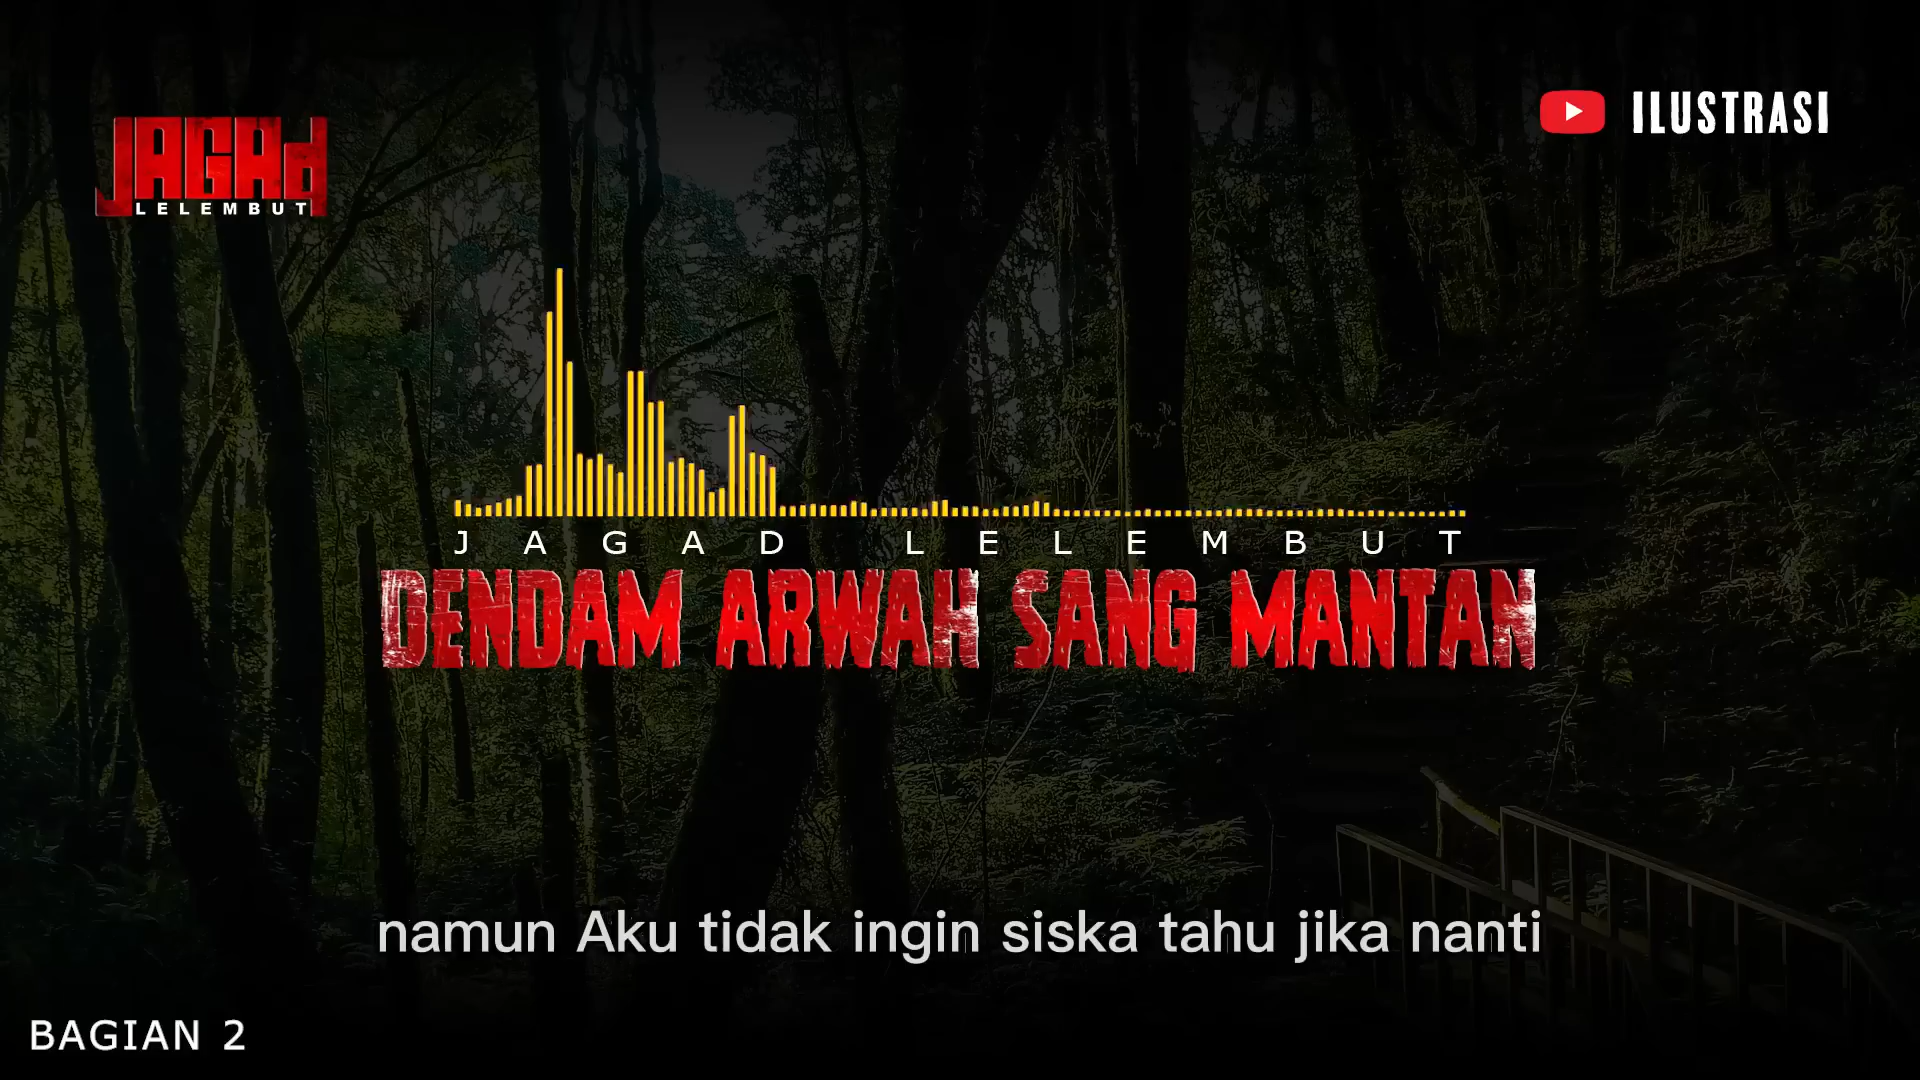 JAGAd
LELEMBUT
ILUSTRASI
JAGAD LELEMBUT
DENDAM ARWAH SANG MANTAN
namun Aku tidak ingin siska tahu jika nanti
BAGIAN 2